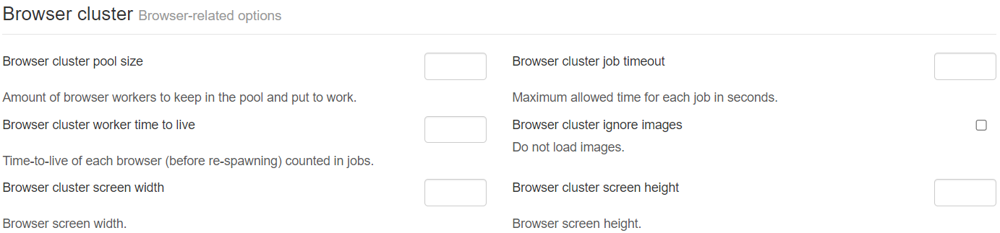 Browser cluster Browser-related options
Browser cluster pool size
Browser cluster job timeout
Amount of browser workers to keep in the pool and put to work.
Maximum allowed time for each job in seconds.
Browser cluster worker time to live
Browser cluster ignore images
Do not load images.
Time-to-live of each browser (before re-spawning) counted in jobs.
Browser cluster screen width
Browser cluster screen height
Browser screen width.
Browser screen height.